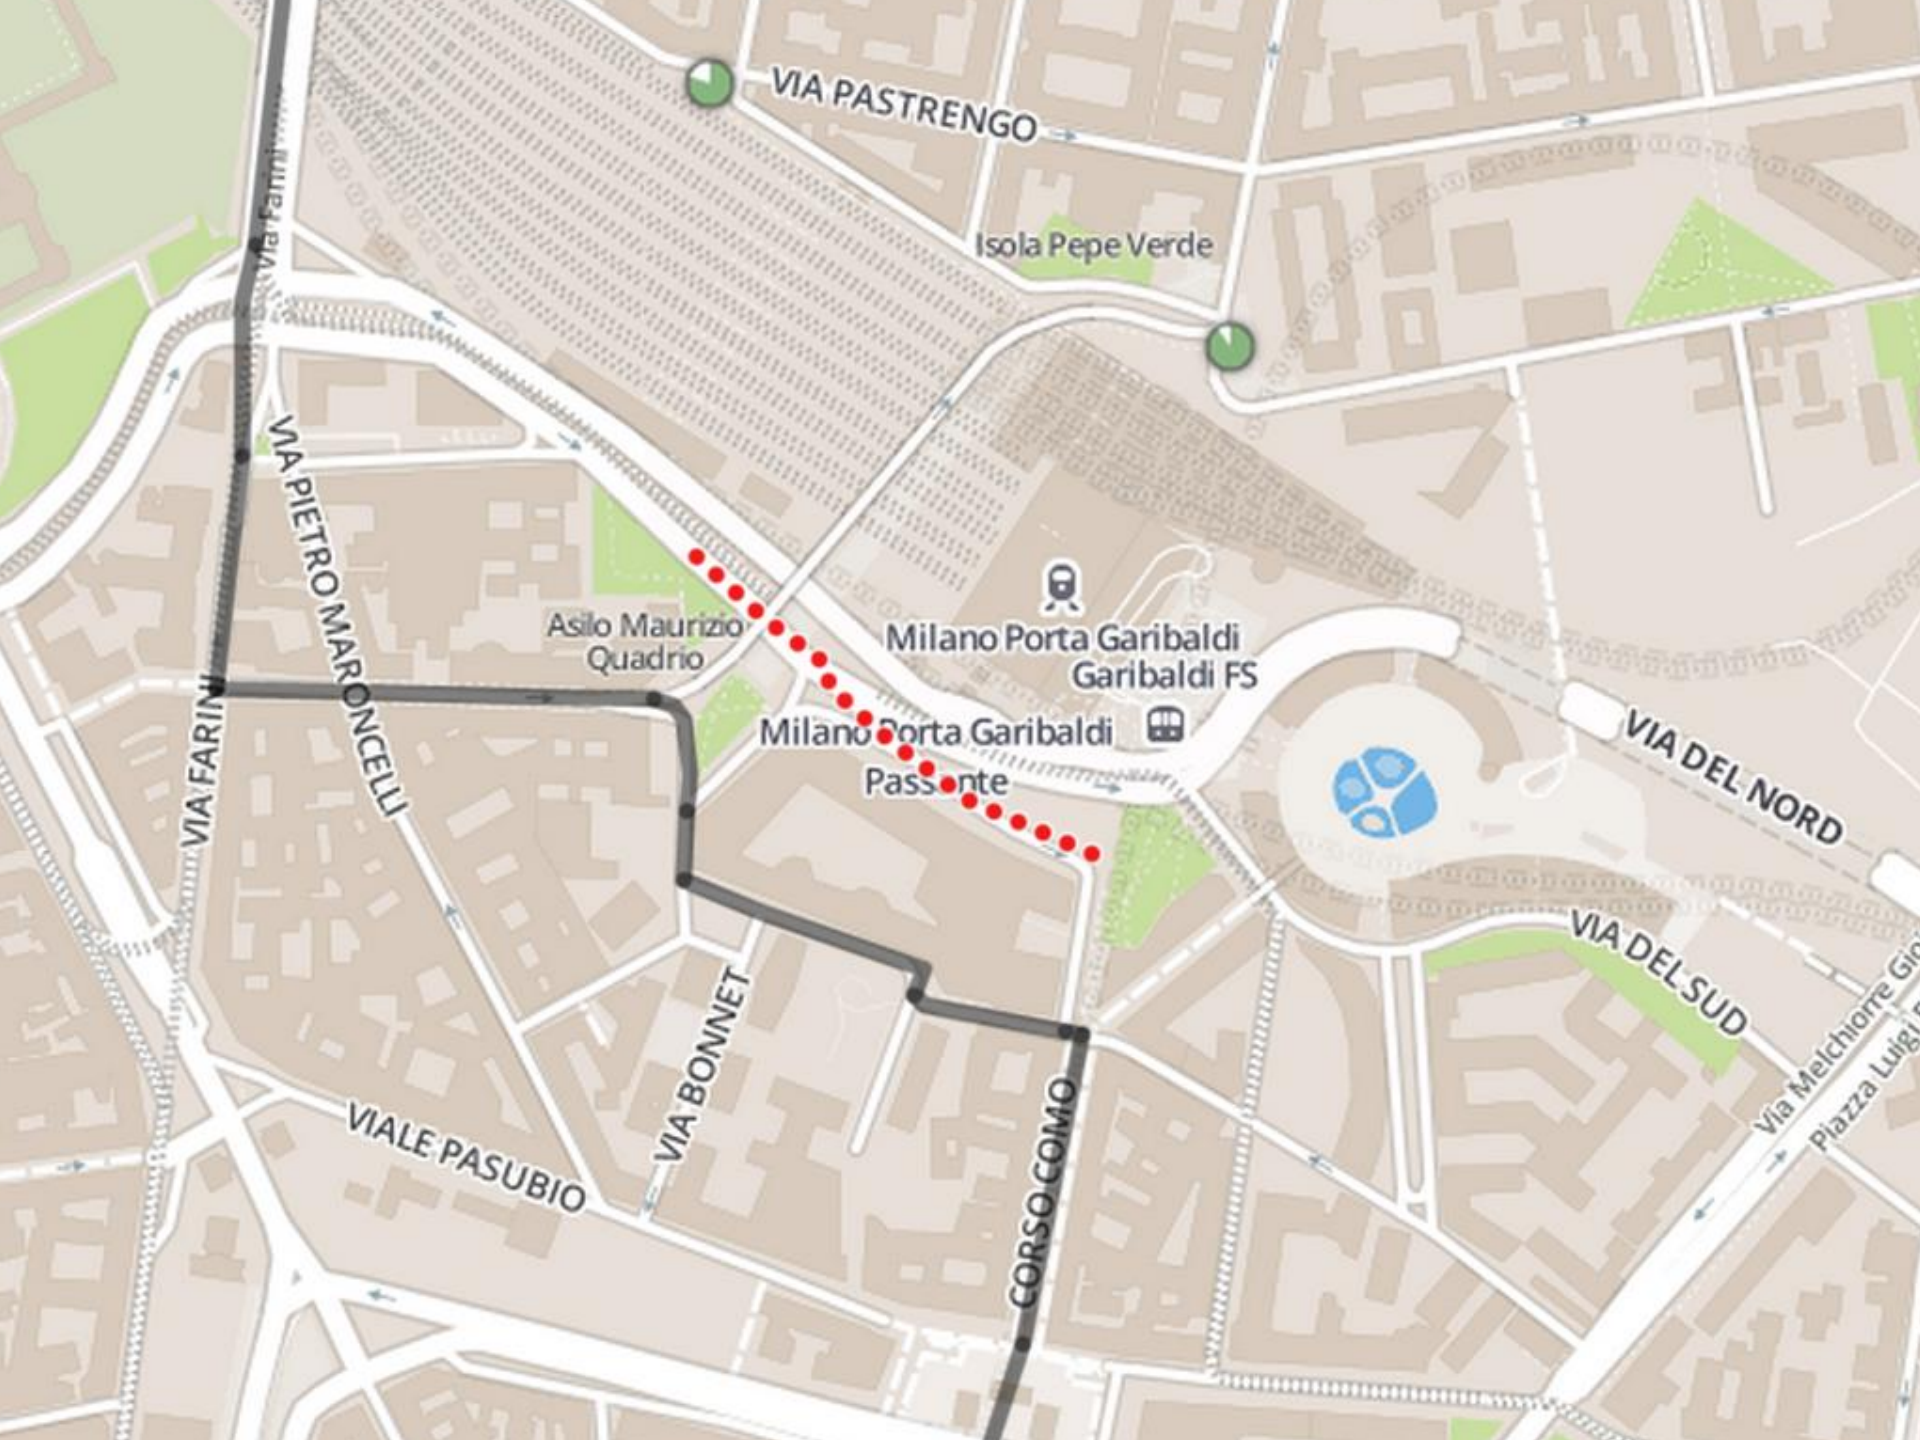 VIA PASTRENGO
Via Farini
Isola Pepe Verde
VIA PIETRO MARONCELLI
Asilo Maurizio
Quadrio
Milano Porta Garibaldi
Garibaldi FS
VIA FARINI
Milano Porta Garibaldi
Passante
VIA DEL NORD
VIA DEL SUD
VIA BONNET
Via Melchiorre
Piazza Luigi
CORSO COMO
VIALE PASUBIO